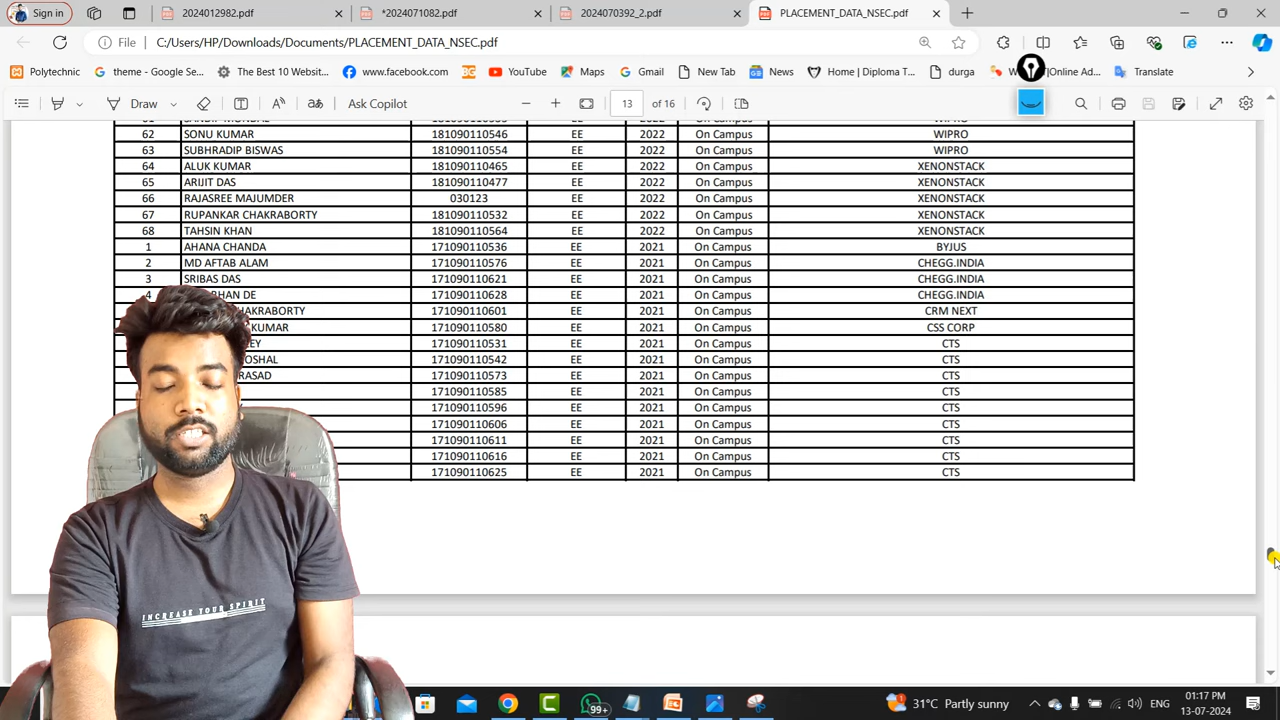 Sign in 2024012982.pdf *2024071082.pdf 2024070392_2.pdf PLACEMENT_DATA_NSEC.pdf
File C:/Users/HP/Downloads/Documents/PLACEMENT_DATA_NSEC.pdf
Polytechnic theme - Google Se... The Best 10 Websit... www.facebook.com YouTube Maps Gmail New Tab News Home | Diploma T... durga Online Ad... Translate
Draw Ask Copilot 13 of 16
62 SONU KUMAR 181090110546 EE 2022 On Campus WIPRO
63 SUBHRADIP BISWAS 181090110554 EE 2022 On Campus WIPRO
64 ALUK KUMAR 181090110465 EE 2022 On Campus XENONSTACK
65 ARIJIT DAS 181090110477 EE 2022 On Campus XENONSTACK
66 RAJASREE MAJUMDER 030123 EE 2022 On Campus XENONSTACK
67 RUPANKAR CHAKRABORTY 181090110532 EE 2022 On Campus XENONSTACK
68 TAHSIN KHAN 181090110564 EE 2022 On Campus XENONSTACK
1 AHANA CHANDA 171090110536 EE 2021 On Campus BYJUS
2 MD AFTAB ALAM 171090110576 EE 2021 On Campus CHEGG.INDIA
3 SRIBAS DAS 171090110621 EE 2021 On Campus CHEGG.INDIA
4 HAN DE 171090110628 EE 2021 On Campus CHEGG.INDIA
HAKRABORTY 171090110601 EE 2021 On Campus CRM NEXT
KUMAR 171090110580 EE 2021 On Campus CSS CORP
EY 171090110531 EE 2021 On Campus CTS
OSHAL 171090110542 EE 2021 On Campus CTS
RASAD 171090110573 EE 2021 On Campus CTS
171090110585 EE 2021 On Campus CTS
171090110596 EE 2021 On Campus CTS
171090110606 EE 2021 On Campus CTS
171090110611 EE 2021 On Campus CTS
171090110616 EE 2021 On Campus CTS
171090110625 EE 2021 On Campus CTS
INCREASE YOUR SPIRIT
99+ 31°C Partly sunny ENG 01:17 PM
13-07-2024